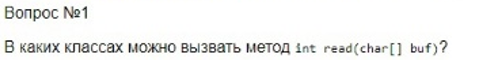 Вопрос №1
В каких классах можно вызвать метод int read(char[] buf)?